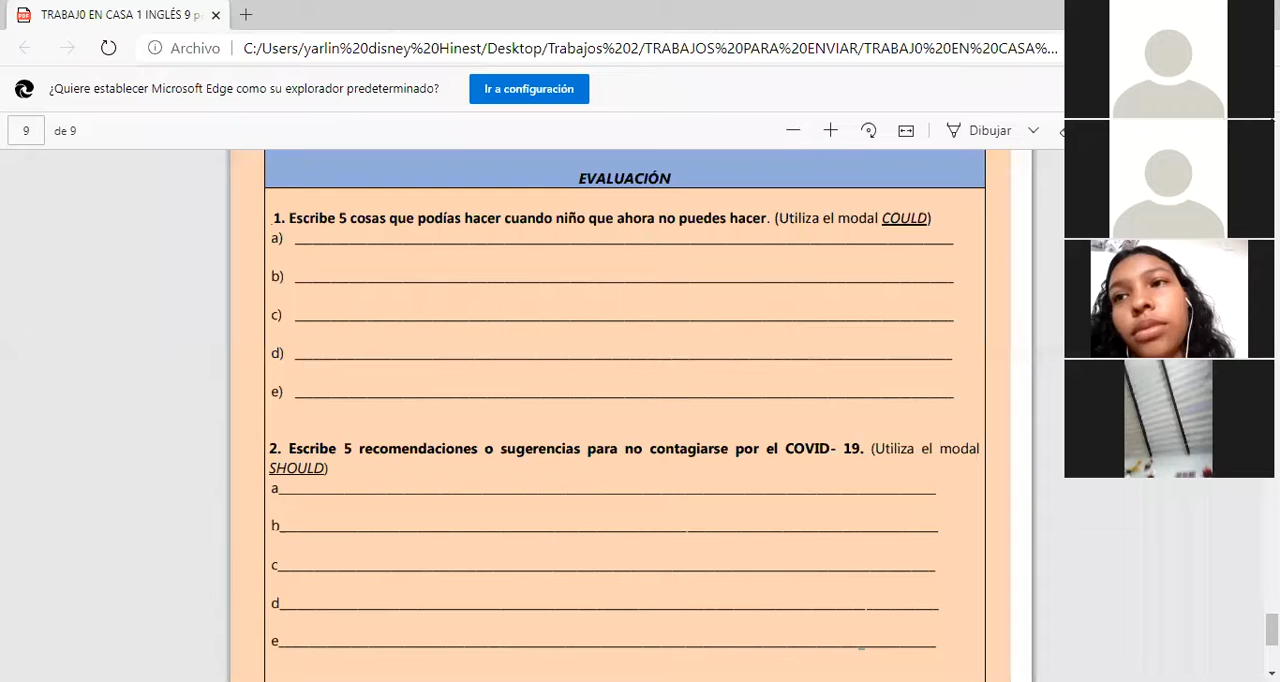 TRABAJ0 EN CASA 1 INGLÉS 9 p
Archivo
C:/Users/yarlin%20disney%20Hinest/Desktop/Trabajos%202/TRABAJOS%20PARA%20ENVIAR/TRABAJ0%20EN%20CASA%...
¿Quiere establecer Microsoft Edge como su explorador predeterminado?
Ir a configuración
9 de 9
Dibujar
EVALUACIÓN
1. Escribe 5 cosas que podías hacer cuando niño que ahora no puedes hacer. (Utiliza el modal COULD)
a)
b)
c)
d)
e)
2. Escribe 5 recomendaciones o sugerencias para no contagiarse por el COVID- 19. (Utiliza el modal
SHOULD)
a
b
c
d
e